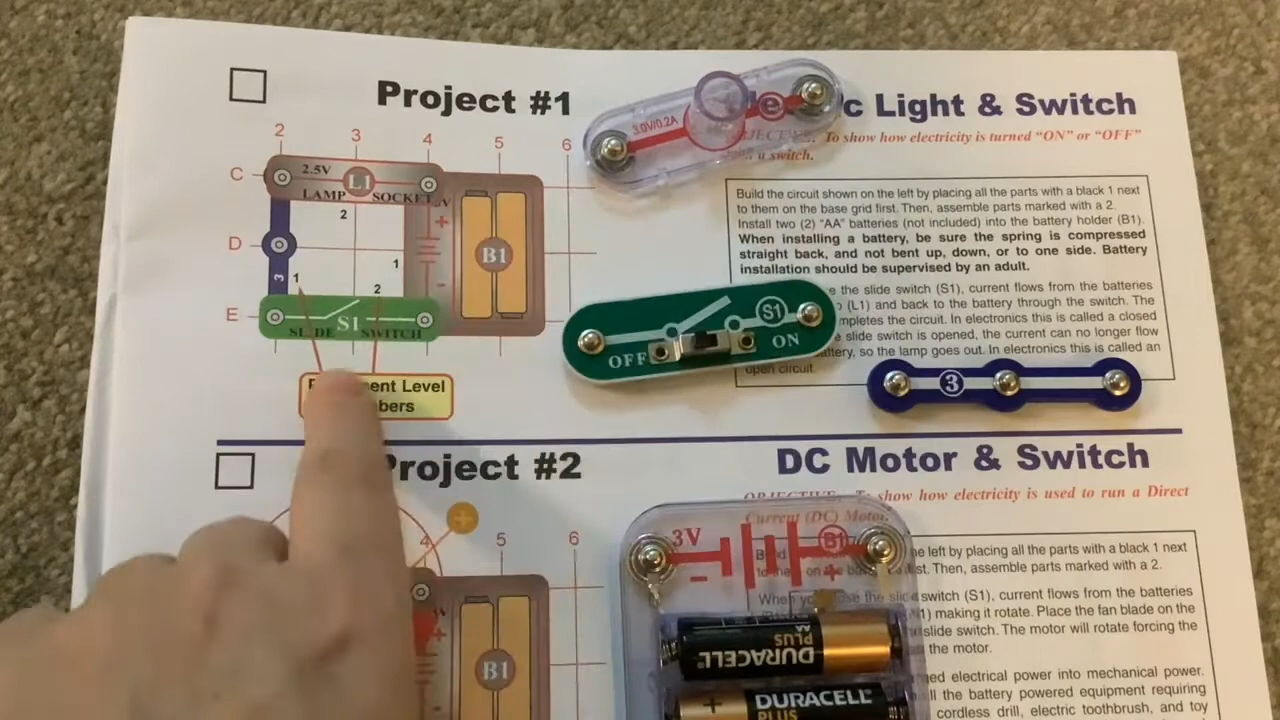 Project #1
c Light & Switch
To show how electricity is turned "ON" or "OFF"
a switch.
3.0V/0.2A
2 3 4 5 6
C
2.5V
L1
LAMP SOCKET
2
D
B1
1
3
1
2
E
S1
SLIDE SWITCH
ent Level
bers
Build the circuit shown on the left by placing all the parts with a black 1 next
to them on the base grid first. Then, assemble parts marked with a 2.
Install two (2) "AA" batteries (not included) into the battery holder (B1).
When installing a battery, be sure the spring is compressed
straight back, and not bent up, down, or to one side. Battery
installation should be supervised by an adult.
e the slide switch (S1), current flows from the batteries
(L1) and back to the battery through the switch. The
mpletes the circuit. In electronics this is called a closed
e slide switch is opened, the current can no longer flow
attery, so the lamp goes out. In electronics this is called an
open circuit.
S1
OFF ON
3
Project #2
DC Motor & Switch
OBJECTIVE: To show how electricity is used to run a Direct
Current (DC) Motor.
4 5 6
+
B1
3V
B1
- +
he left by placing all the parts with a black 1 next
st. Then, assemble parts marked with a 2.
switch (S1), current flows from the batteries
1) making it rotate. Place the fan blade on the
slide switch. The motor will rotate forcing the
the motor.
ed electrical power into mechanical power.
ll the battery powered equipment requiring
cordless drill, electric toothbrush, and toy
DURACELL
PLUS
AA
+ DURACELL
PLUS